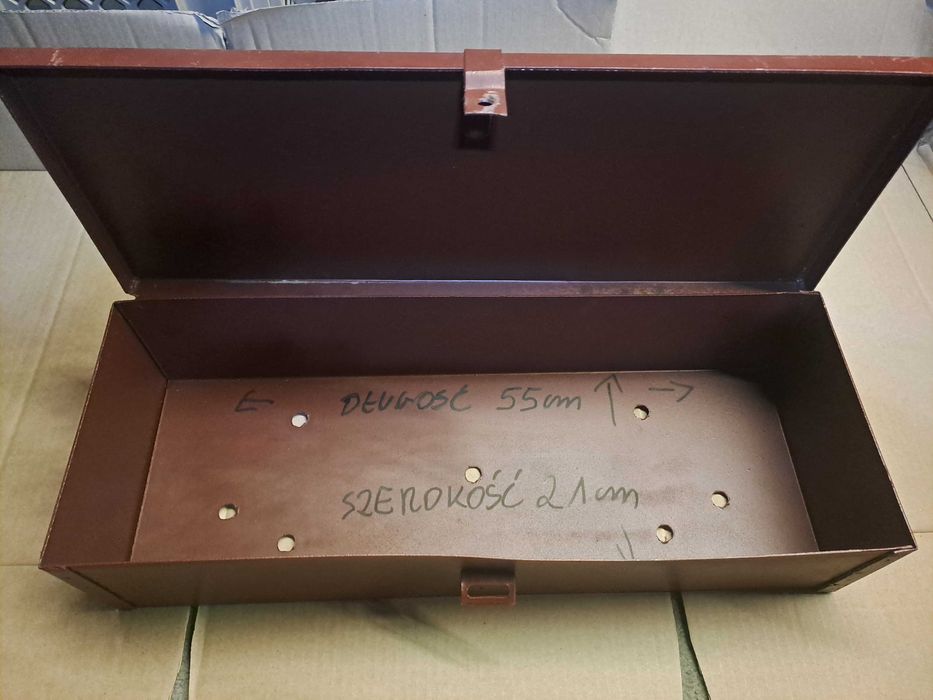 ← DŁUGOŚĆ 55cm ↑ →
SZEROKOŚĆ 21cm
↓